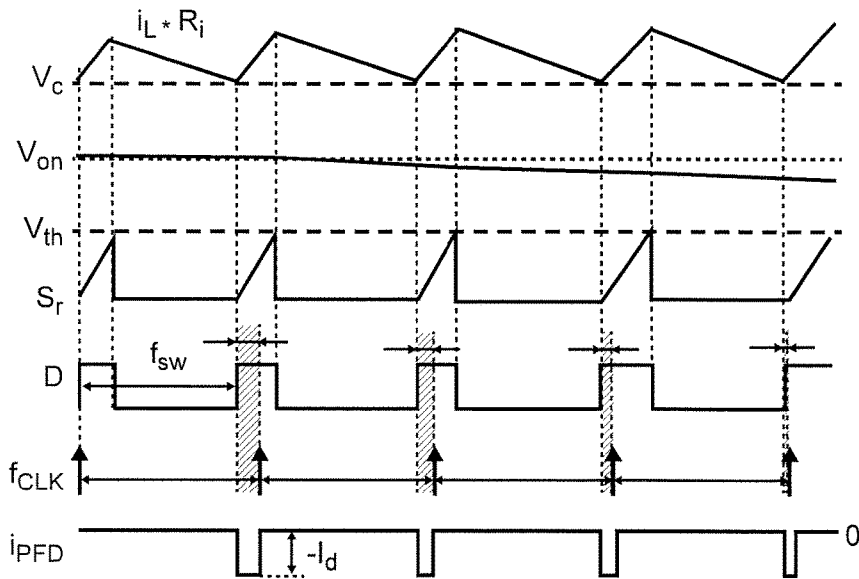 i_L * R_i
V_c
V_on
V_th
S_r
D
f_sw
f_CLK
i_PFD
-I_d
0